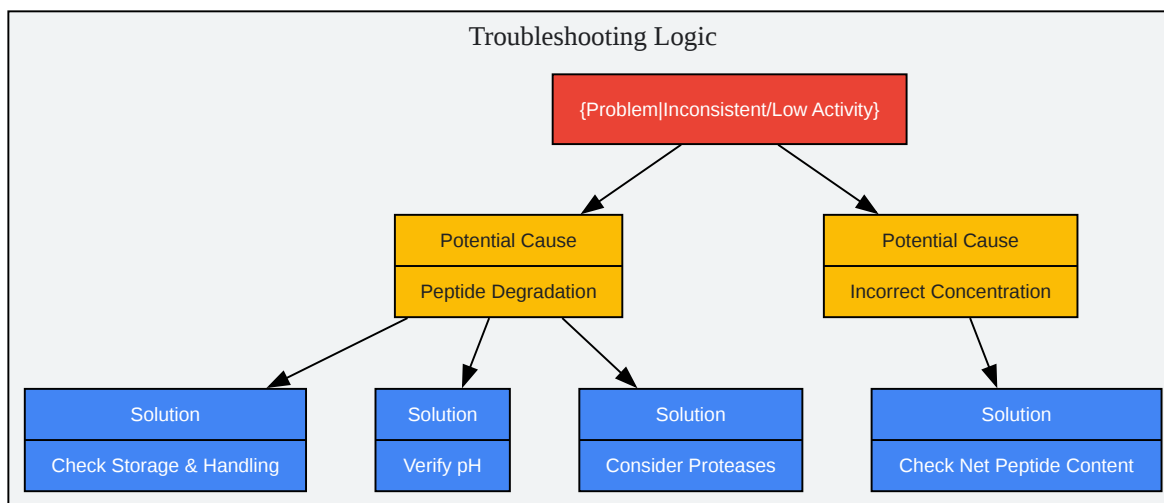 Troubleshooting Logic
{Problem|Inconsistent/Low Activity}
Potential Cause
Peptide Degradation
Potential Cause
Incorrect Concentration
Solution
Check Storage & Handling
Solution
Verify pH
Solution
Consider Proteases
Solution
Check Net Peptide Content